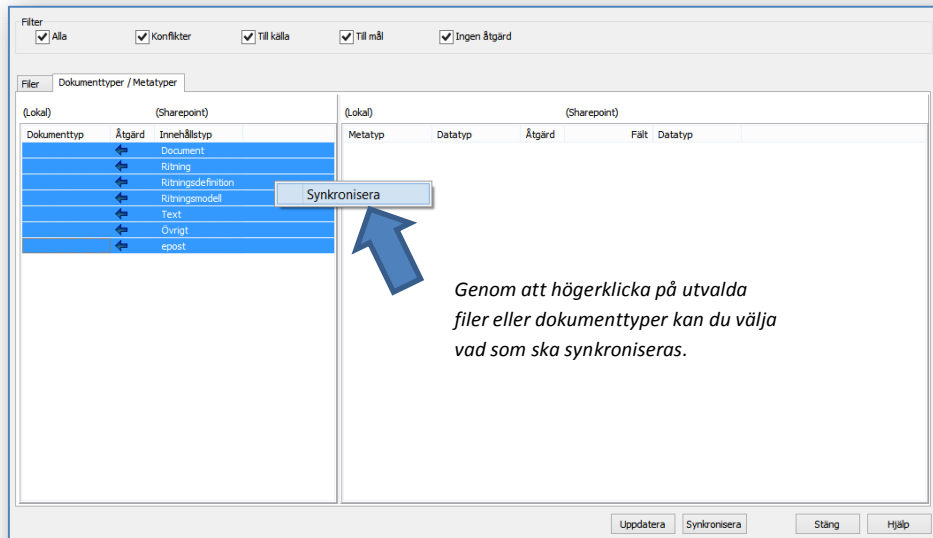 Filter
Alla Konflikter Till källa Till mål Ingen åtgärd
Filer Dokumenttyper / Metatyper
(Lokal) (Sharepoint) (Lokal) (Sharepoint)
Dokumenttyp Åtgärd Innehållstyp Metatyp Datatyp Åtgärd Fält Datatyp
Document
Ritning
Ritningsdefinition
Ritningsmodell
Text
Övrigt
epost
Synkronisera
Genom att högerklicka på utvalda
filer eller dokumenttyper kan du välja
vad som ska synkroniseras.
Uppdatera Synkronisera Stäng Hjälp